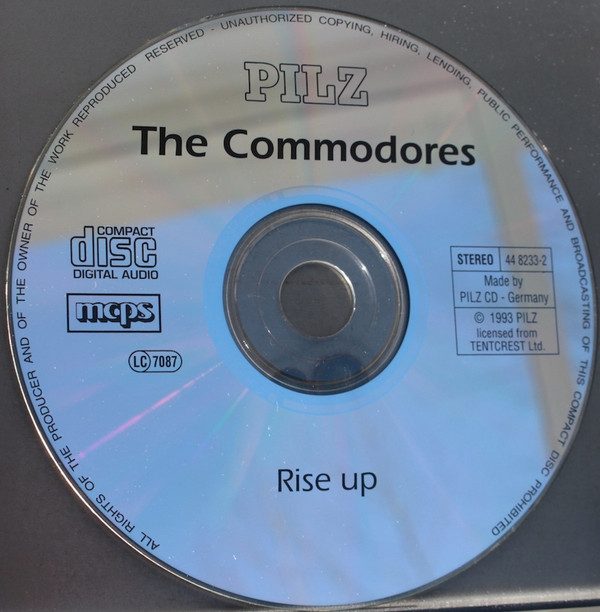 ALL RIGHTS OF THE PRODUCER AND OF THE OWNER OF THE WORK REPRODUCED RESERVED - UNAUTHORIZED COPYING, HIRING, LENDING, PUBLIC PERFORMANCE AND BROADCASTING OF THIS COMPACT DISC PROHIBITED
PILZ
The Commodores
COMPACT
disc
DIGITAL AUDIO
mcps
LC 7087
STEREO 44 8233-2
Made by
PILZ CD - Germany
© 1993 PILZ
licensed from
TENTCREST Ltd.
Rise up